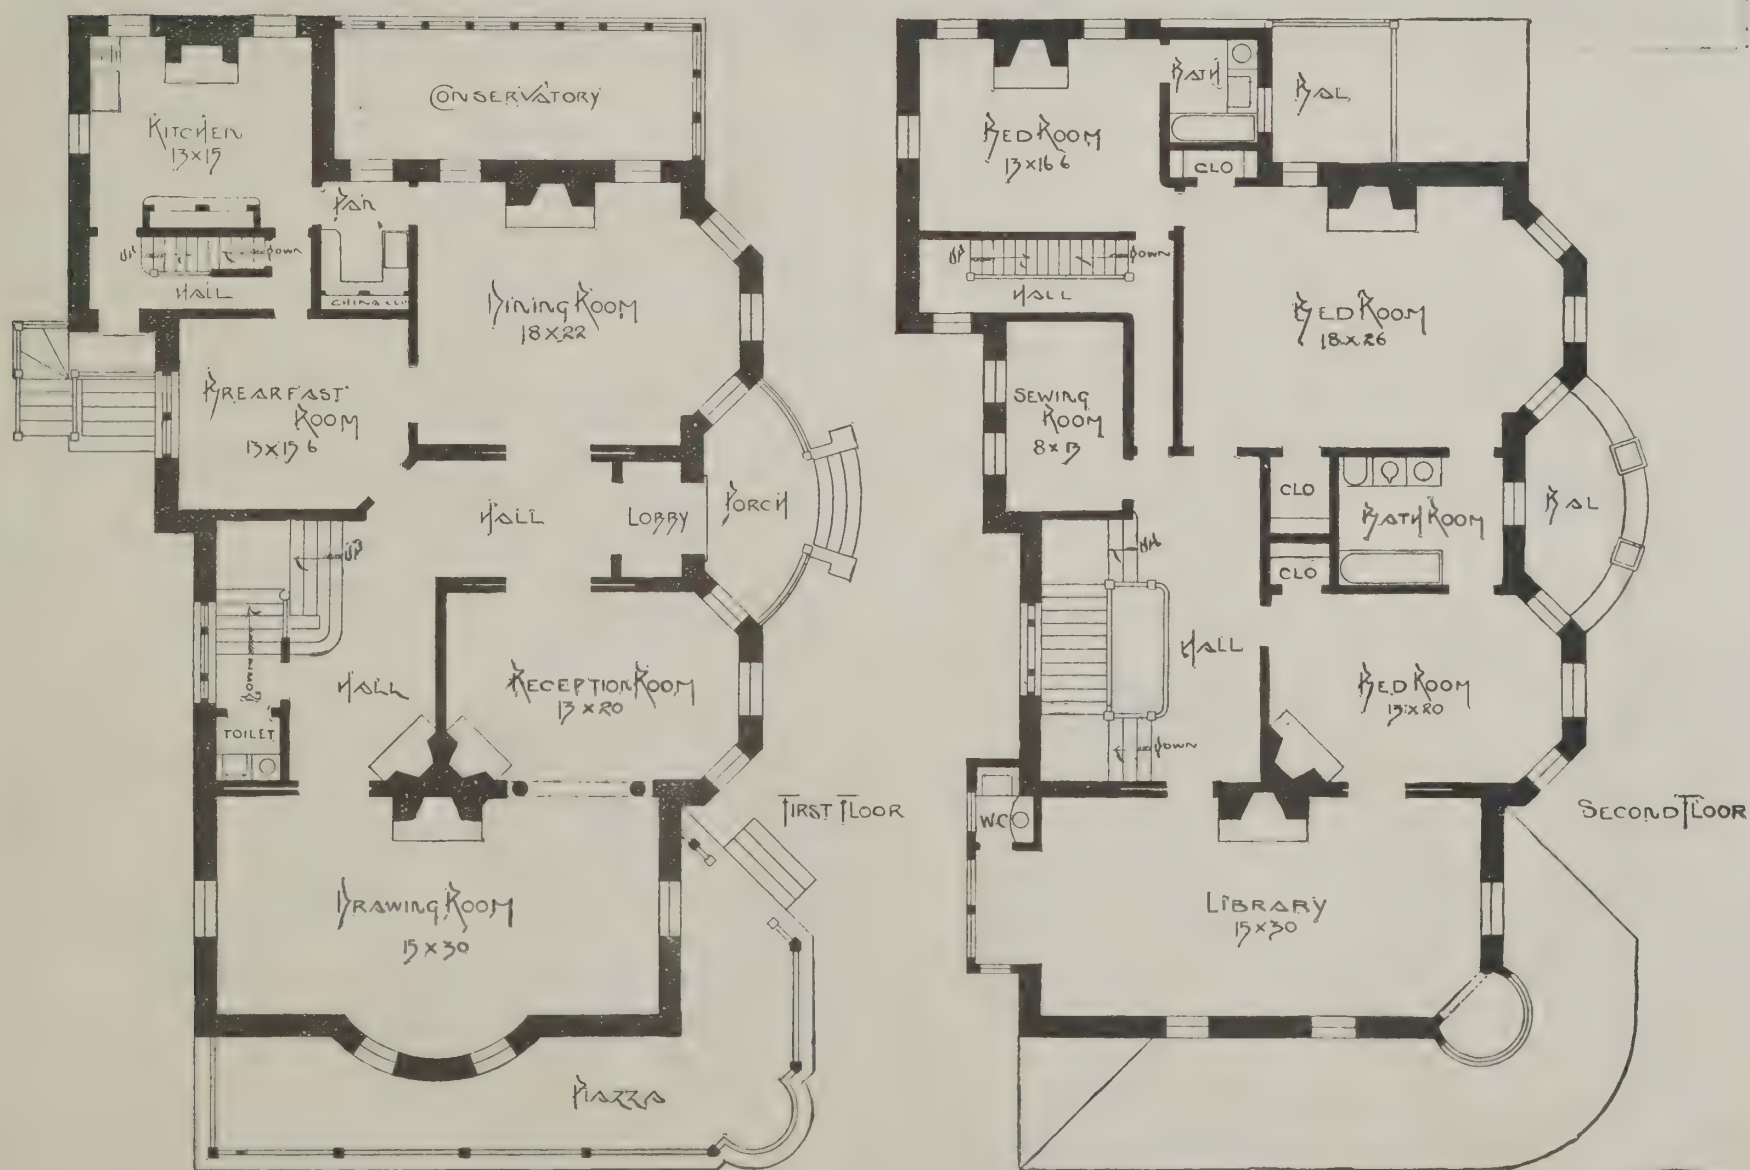 CONSERVATORY
KITCHEN
13X15
PAN
UP
DOWN
HALL
CHINA CLO
DINING ROOM
18X22
BREAKFAST
ROOM
13X15 6
HALL
LOBBY
PORCH
UP
DOWN
HALL
RECEPTION ROOM
13X20
TOILET
FIRST FLOOR
DRAWING ROOM
15X30
PIAZZA
BATH
BAL
BED ROOM
13X16 6
CLO
UP
DOWN
HALL
BED ROOM
18X26
SEWING
ROOM
8X13
CLO
BATH ROOM
BAL
CLO
UP
HALL
BED ROOM
13X20
DOWN
W.C
SECOND FLOOR
LIBRARY
15X30